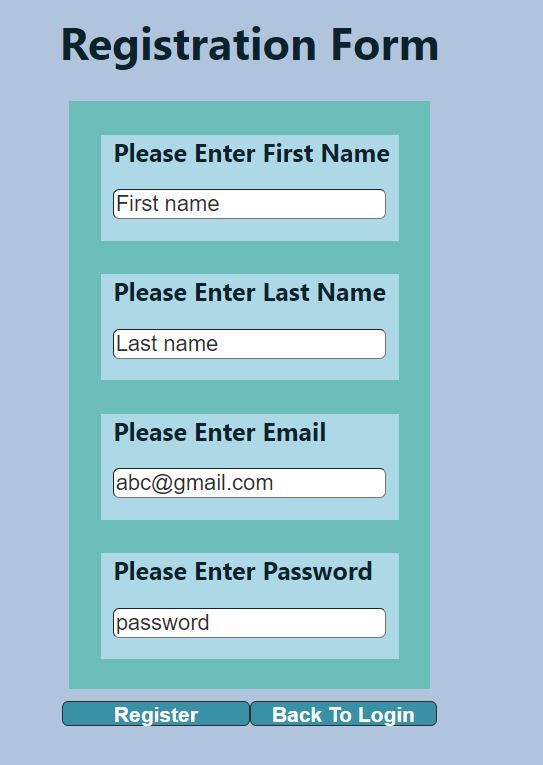 Registration Form
Please Enter First Name
First name
Please Enter Last Name
Last name
Please Enter Email
abc@gmail.com
Please Enter Password
password
Register
Back To Login